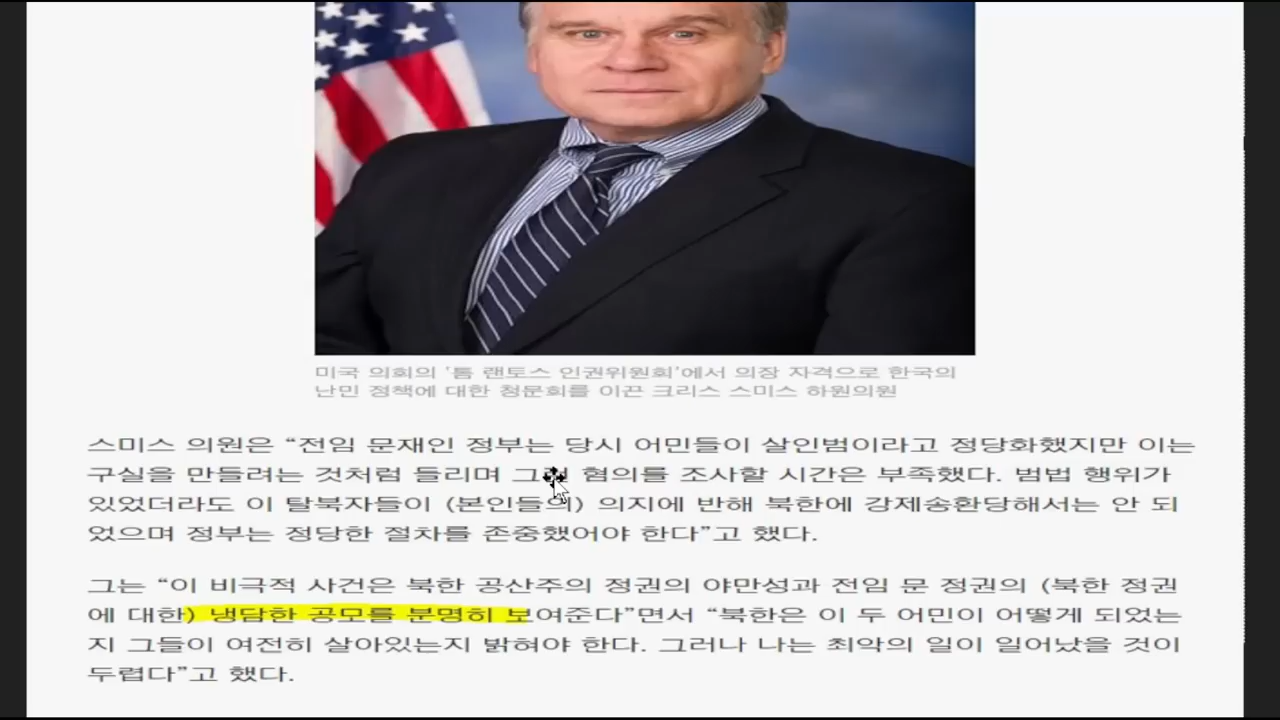 미국 의회의 ‘톰 랜토스 인권위원회’에서 의장 자격으로 한국의
난민 정책에 대한 청문회를 이끈 크리스 스미스 하원의원
스미스 의원은 “전임 문재인 정부는 당시 어민들이 살인범이라고 정당화했지만 이는
구실을 만들려는 것처럼 들리며 그 혐의를 조사할 시간은 부족했다. 범법 행위가
있었더라도 이 탈북자들이 (본인들의) 의지에 반해 북한에 강제송환당해서는 안 되
었으며 정부는 정당한 절차를 존중했어야 한다”고 했다.
그는 “이 비극적 사건은 북한 공산주의 정권의 야만성과 전임 문 정권의 (북한 정권
에 대한) 냉담한 공모를 분명히 보여준다”면서 “북한은 이 두 어민이 어떻게 되었는
지 그들이 여전히 살아있는지 밝혀야 한다. 그러나 나는 최악의 일이 일어났을 것이
두렵다”고 했다.